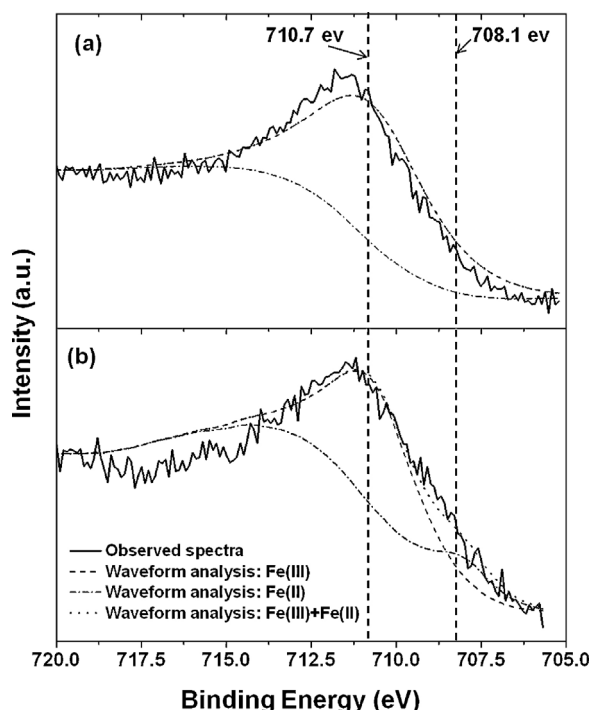 (a)
710.7 ev
708.1 ev
(b)
Observed spectra
Waveform analysis: Fe(III)
Waveform analysis: Fe(II)
Waveform analysis: Fe(III)+Fe(II)
720.0 717.5 715.0 712.5 710.0 707.5 705.0
Binding Energy (eV)
Intensity (a.u.)